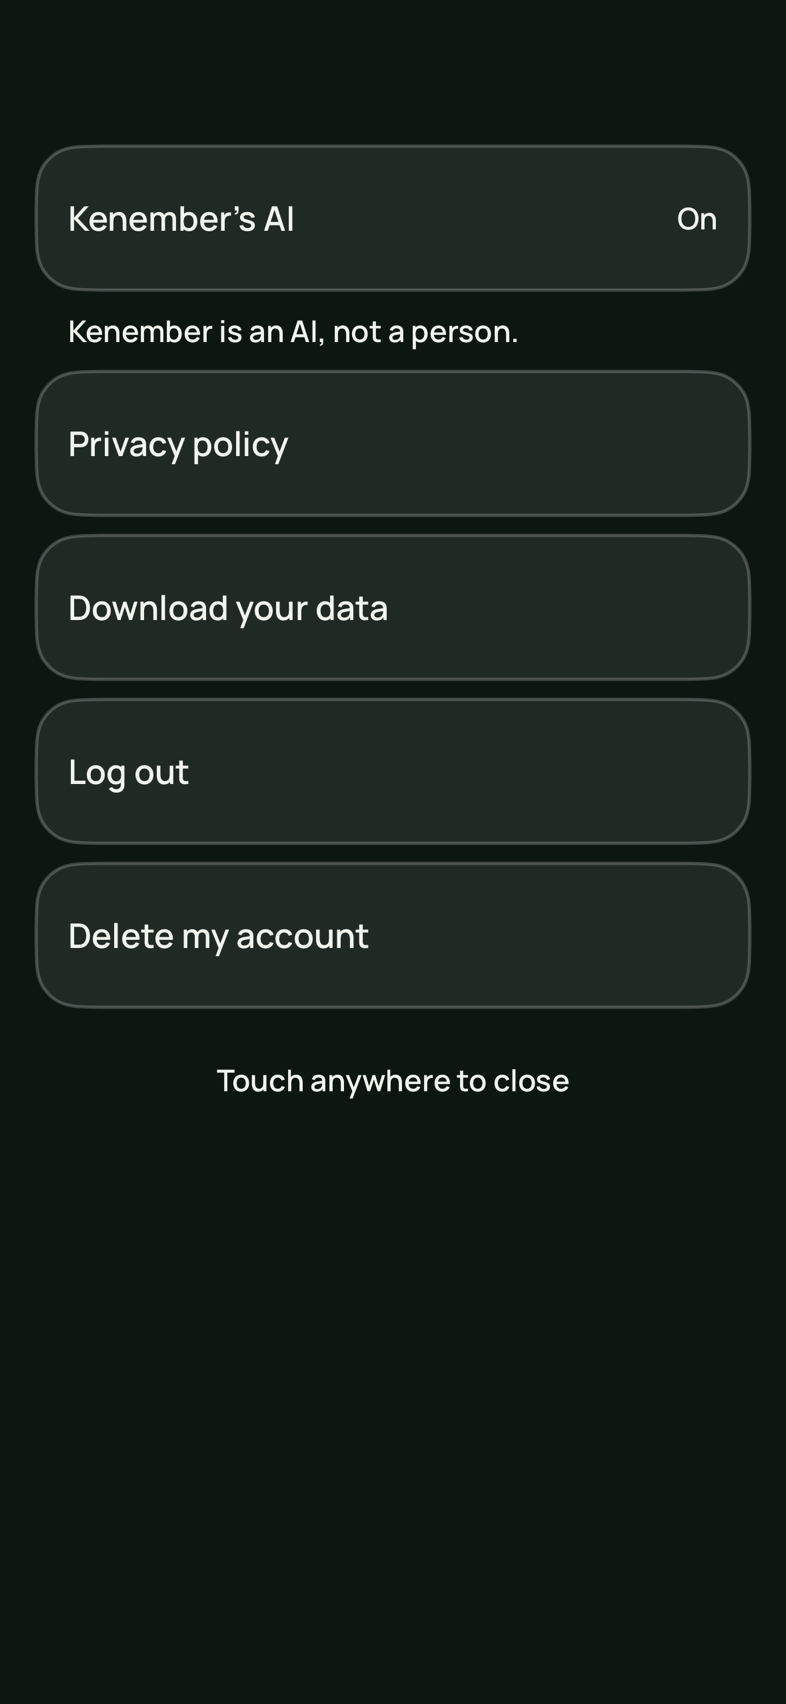 Kenember's AI
On
Kenember is an AI, not a person.
Privacy policy
Download your data
Log out
Delete my account
Touch anywhere to close